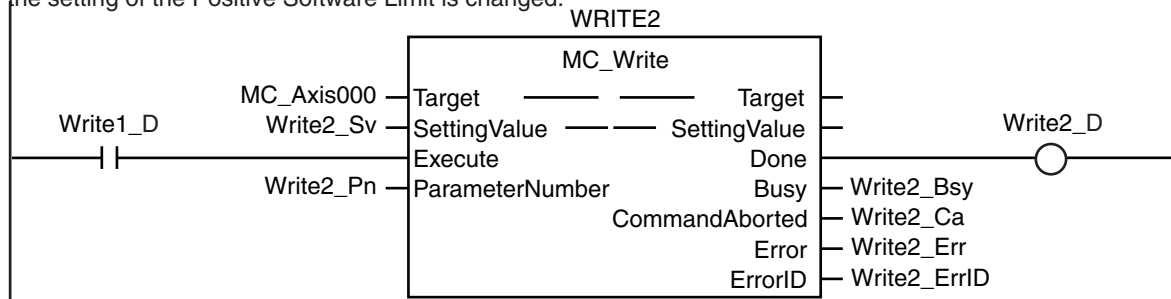 the setting of the Positive Software Limit is changed.
WRITE2
MC_Write
MC_Axis000 Target Target
Write1_D Write2_Sv SettingValue SettingValue Write2_D
Execute Done
Write2_Pn ParameterNumber Busy Write2_Bsy
CommandAborted Write2_Ca
Error Write2_Err
ErrorID Write2_ErrID